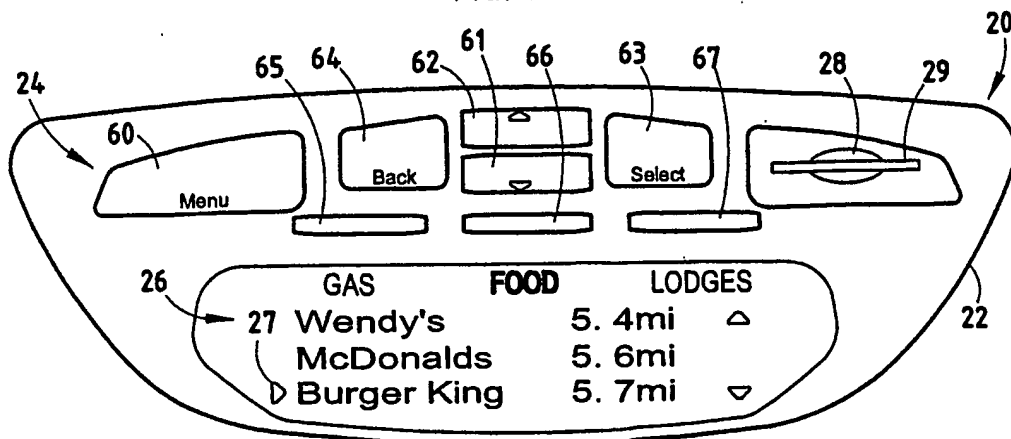 61
66
63
67
28
29
20
62
64
65
24
60
Menu
Back
Select
26
GAS FOOD LODGES
22
27 Wendy's 5. 4mi
McDonalds 5. 6mi
Burger King 5. 7mi